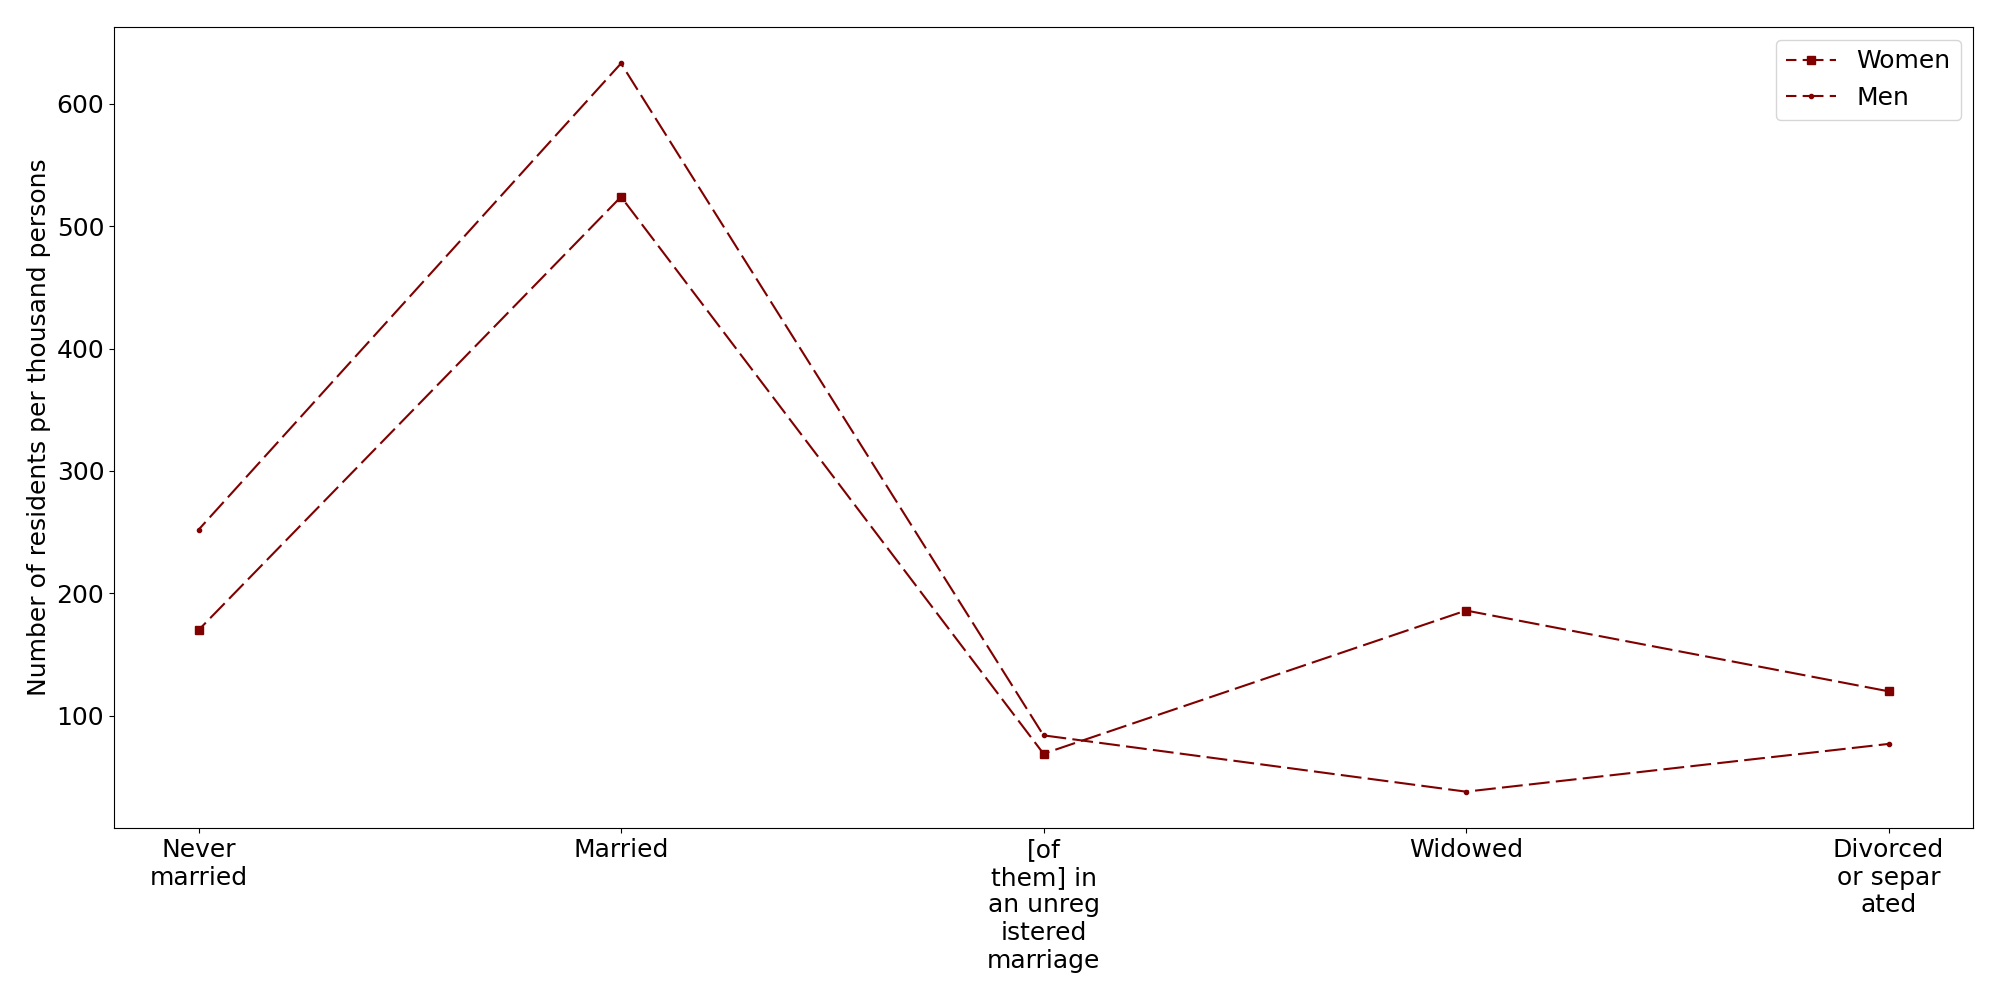 Women
Men
Number of residents per thousand persons
600
500
400
300
200
100
Never
married
Married
[of
them] in
an unreg
istered
marriage
Widowed
Divorced
or separ
ated